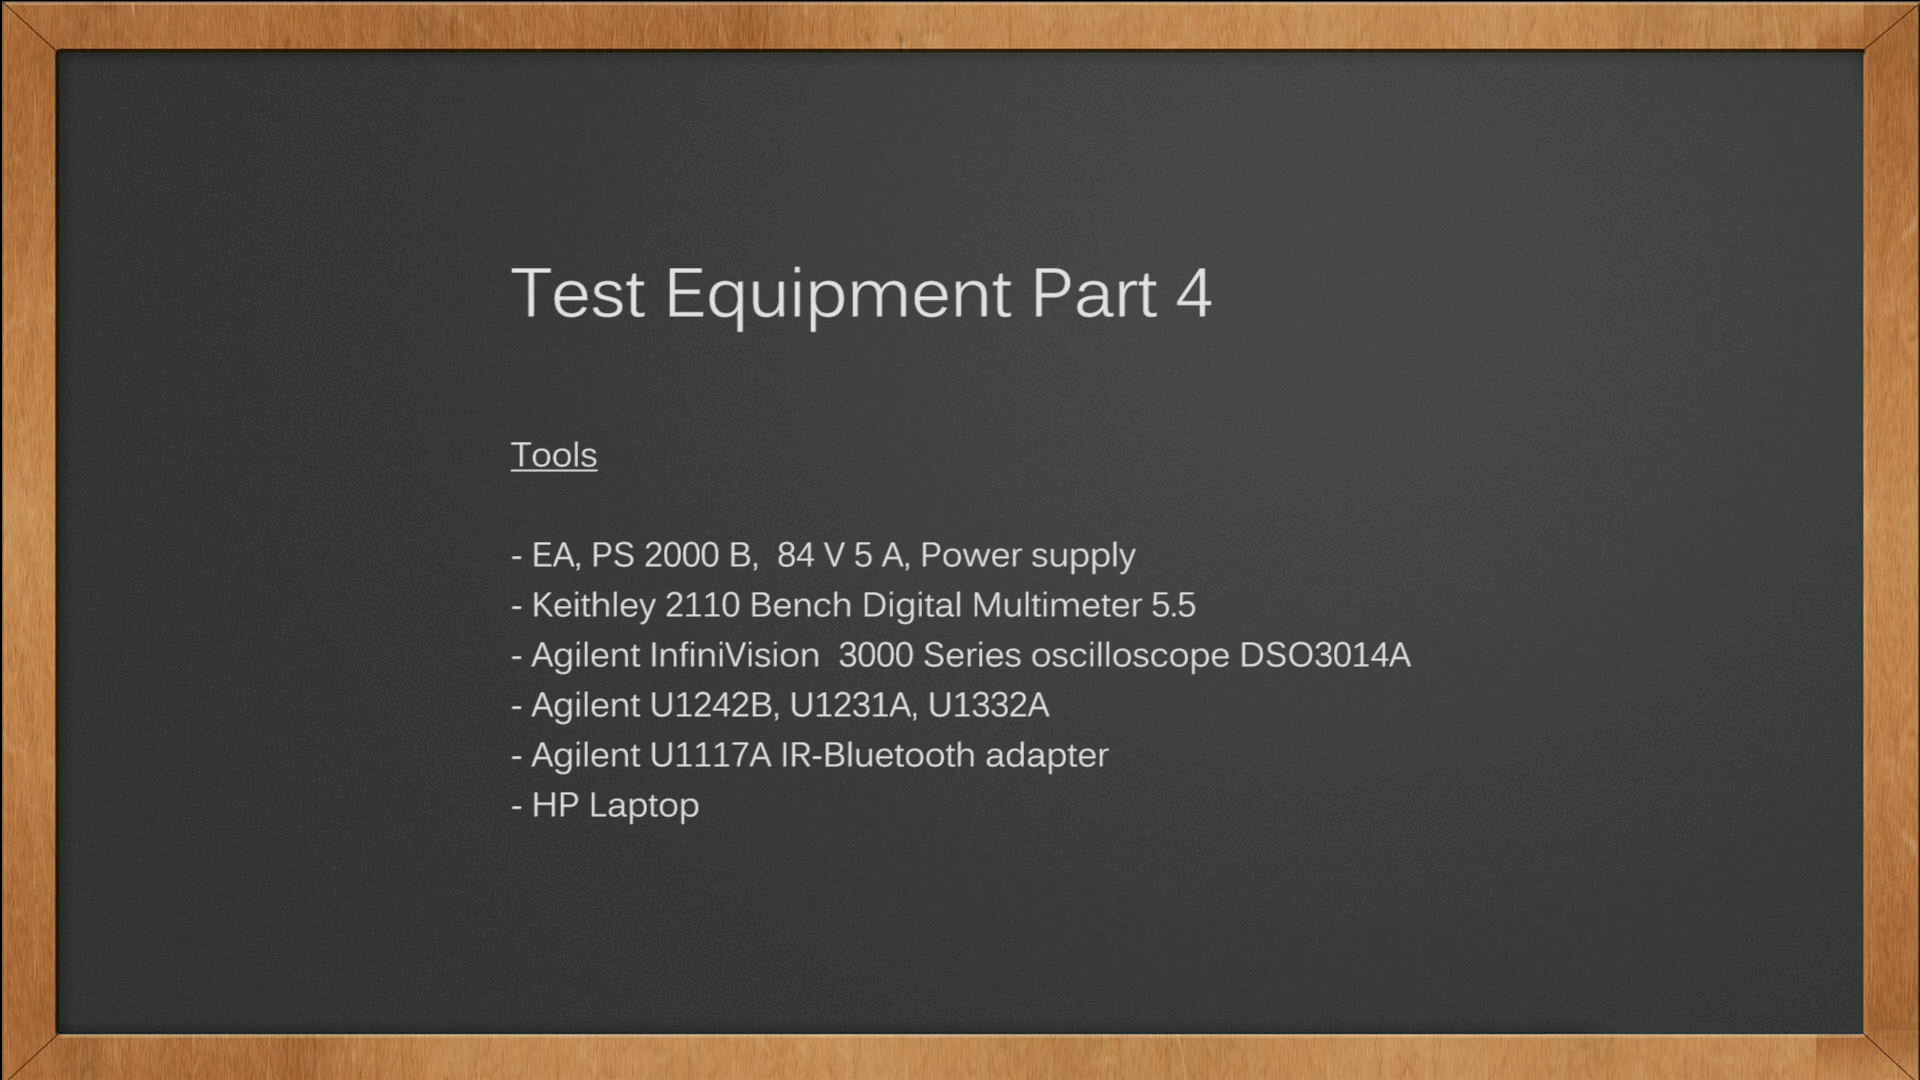 Test Equipment Part 4
Tools
- EA, PS 2000 B,  84 V 5 A, Power supply
- Keithley 2110 Bench Digital Multimeter 5.5
- Agilent InfiniVision  3000 Series oscilloscope DSO3014A
- Agilent U1242B, U1231A, U1332A
- Agilent U1117A IR-Bluetooth adapter
- HP Laptop